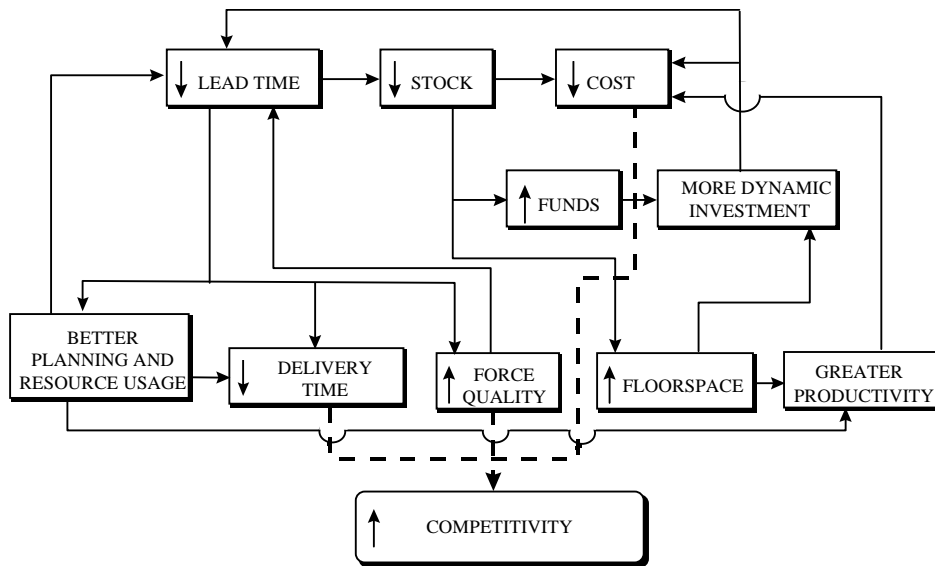 LEAD TIME
STOCK
COST
FUNDS
MORE DYNAMIC
INVESTMENT
BETTER
PLANNING AND
RESOURCE USAGE
DELIVERY
TIME
FORCE
QUALITY
FLOORSPACE
GREATER
PRODUCTIVITY
COMPETITIVITY